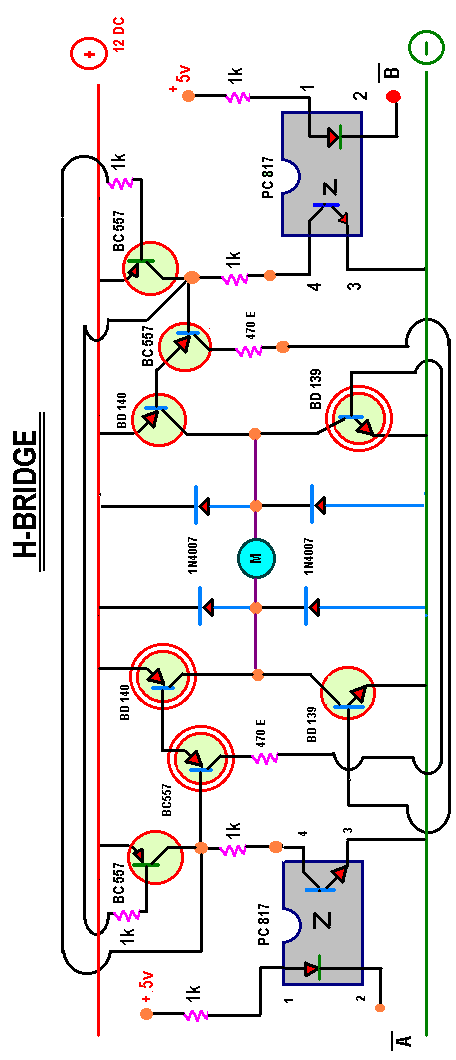 H-BRIDGE
+
12 DC
−
+5v
1k
1
2
B
PC 817
N
4
3
1k
BC 557
1k
BC 557
470 E
BD 140
BD 139
1N4007
M
1N4007
BD 140
BD 139
BC557
470 E
BC 557
1k
1k
4
3
PC 817
N
1
2
+ 5v
1k
A